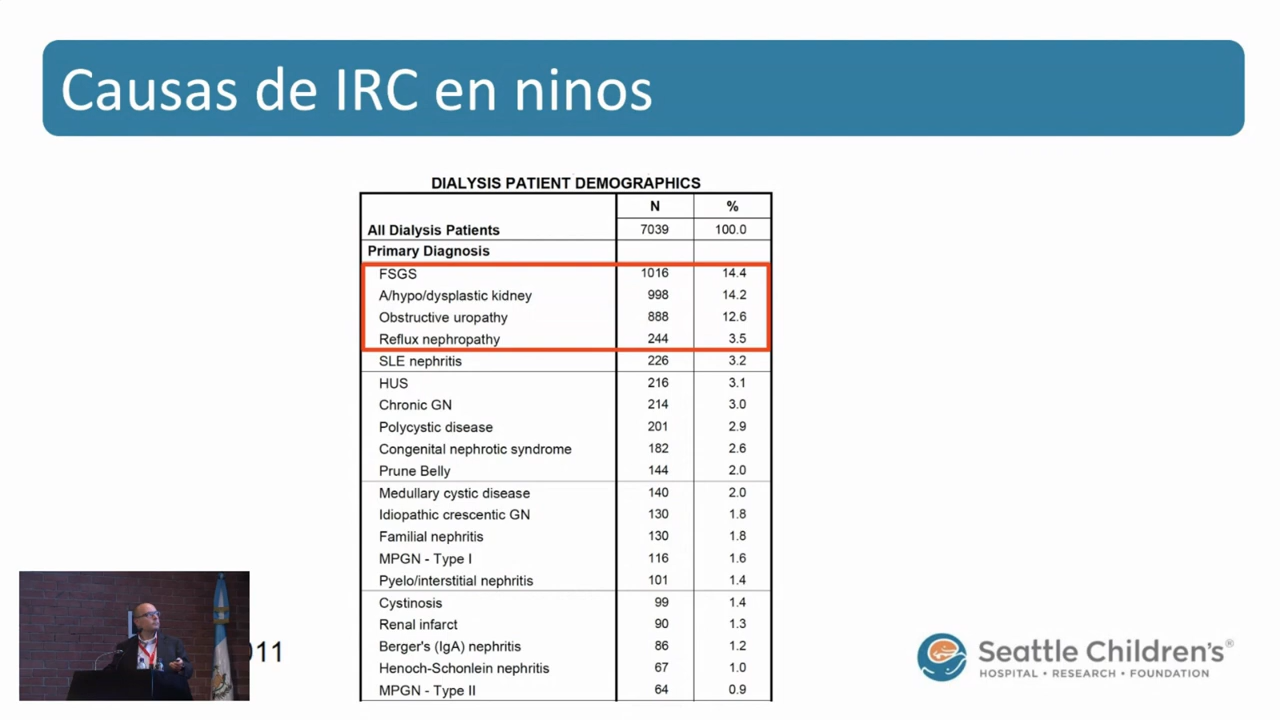 Causas de IRC en ninos
DIALYSIS PATIENT DEMOGRAPHICS
N %
All Dialysis Patients 7039 100.0
Primary Diagnosis
FSGS 1016 14.4
A/hypo/dysplastic kidney 998 14.2
Obstructive uropathy 888 12.6
Reflux nephropathy 244 3.5
SLE nephritis 226 3.2
HUS 216 3.1
Chronic GN 214 3.0
Polycystic disease 201 2.9
Congenital nephrotic syndrome 182 2.6
Prune Belly 144 2.0
Medullary cystic disease 140 2.0
Idiopathic crescentic GN 130 1.8
Familial nephritis 130 1.8
MPGN - Type I 116 1.6
Pyelo/interstitial nephritis 101 1.4
Cystinosis 99 1.4
Renal infarct 90 1.3
Berger's (IgA) nephritis 86 1.2
Henoch-Schonlein nephritis 67 1.0
MPGN - Type II 64 0.9
Seattle Children's®
HOSPITAL • RESEARCH • FOUNDATION